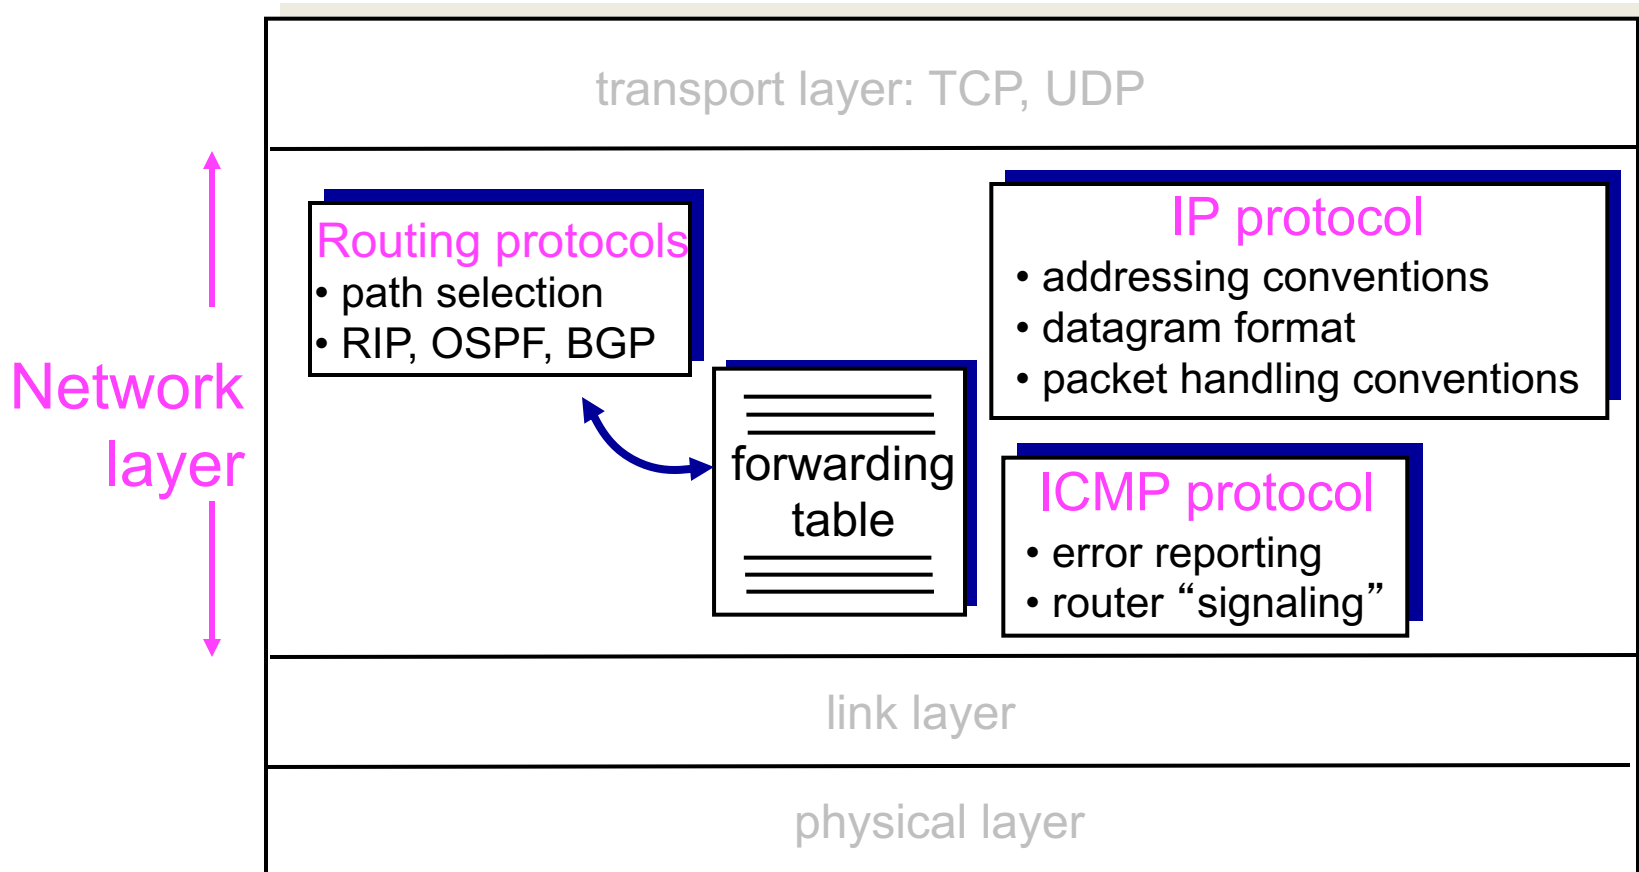 transport layer: TCP, UDP
Network
layer
Routing protocols
• path selection
• RIP, OSPF, BGP
forwarding
table
IP protocol
• addressing conventions
• datagram format
• packet handling conventions
ICMP protocol
• error reporting
• router “signaling”
link layer
physical layer